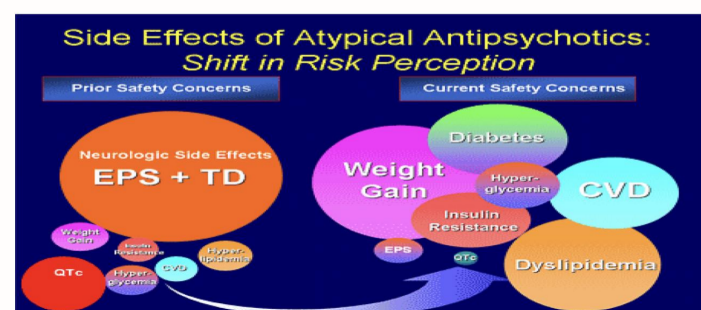 Side Effects of Atypical Antipsychotics:
Shift in Risk Perception
Prior Safety Concerns
Current Safety Concerns
Neurologic Side Effects
EPS + TD
Weight
Gain
Insulin
Resistance
Hyper-
lipidemia
QTc
Hyper-
glycemia
CVD
Diabetes
Weight
Gain
Hyper-
glycemia
CVD
Insulin
Resistance
EPS
QTc
Dyslipidemia